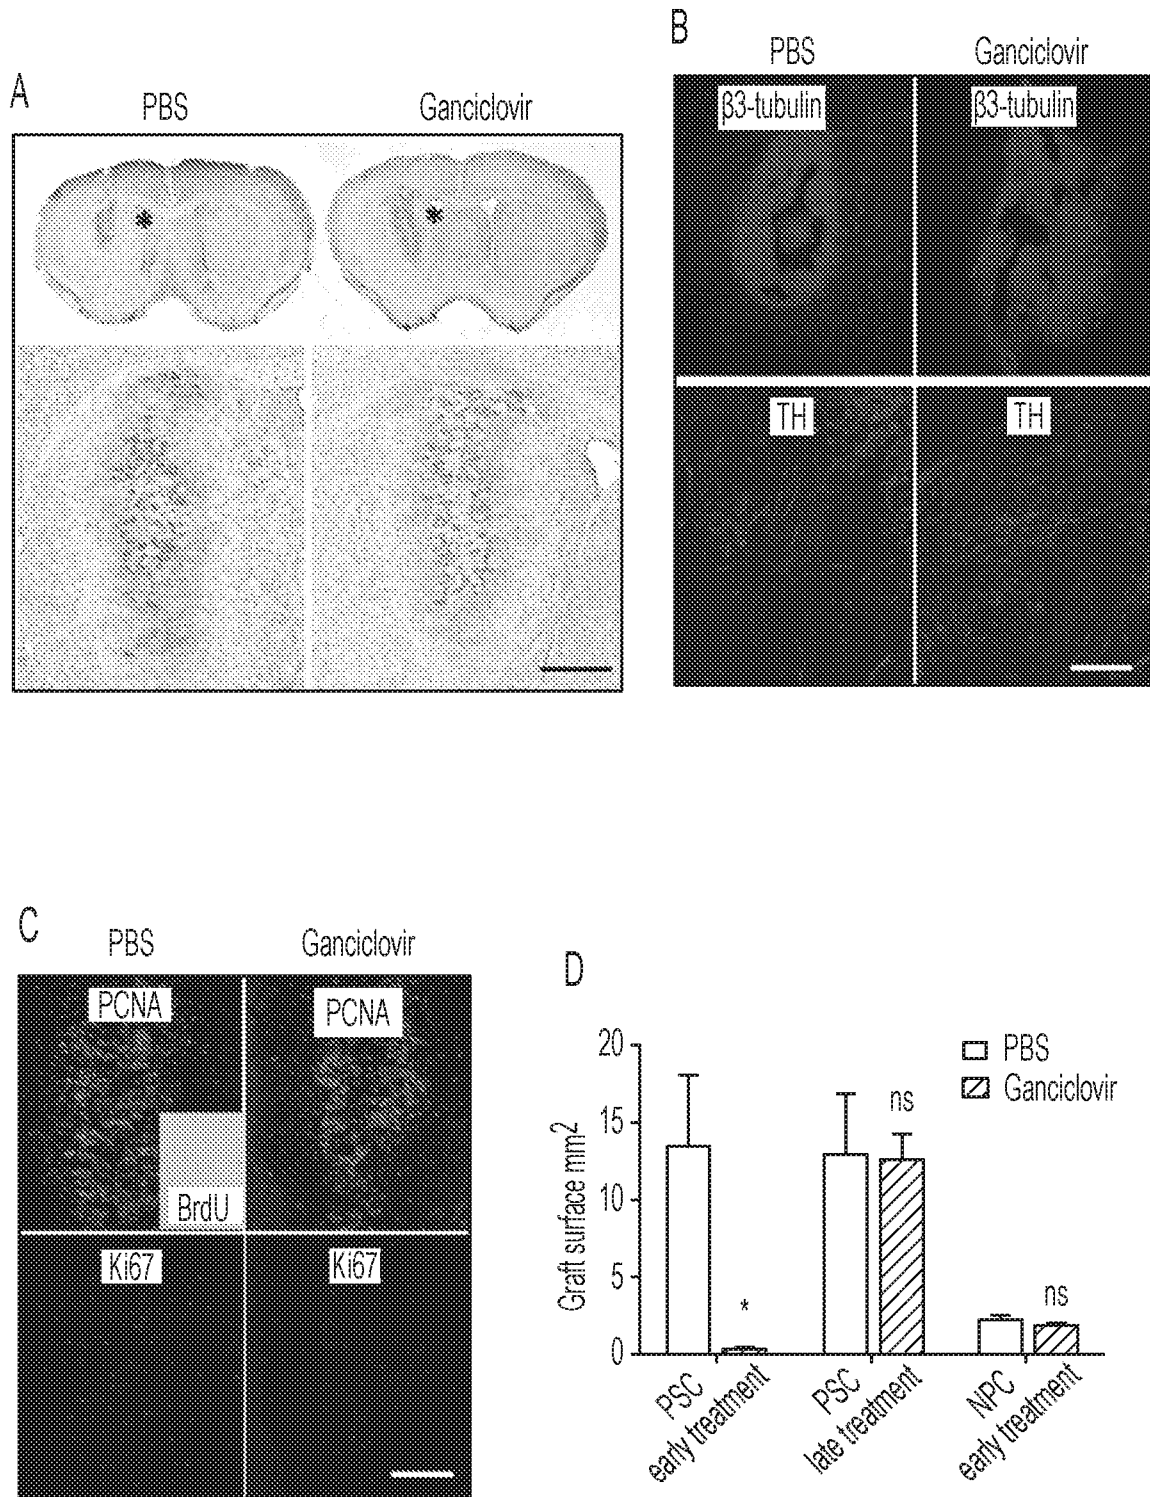 A
PBS Ganciclovir
*
*
B
PBS Ganciclovir
β3-tubulin β3-tubulin
TH TH
C
PBS Ganciclovir
PCNA PCNA
BrdU
Ki67 Ki67
D
PBS
Ganciclovir
Graft surface mm2
20
15
10
5
0
*
ns
ns
PSC
early treatment
PSC
late treatment
NPC
early treatment